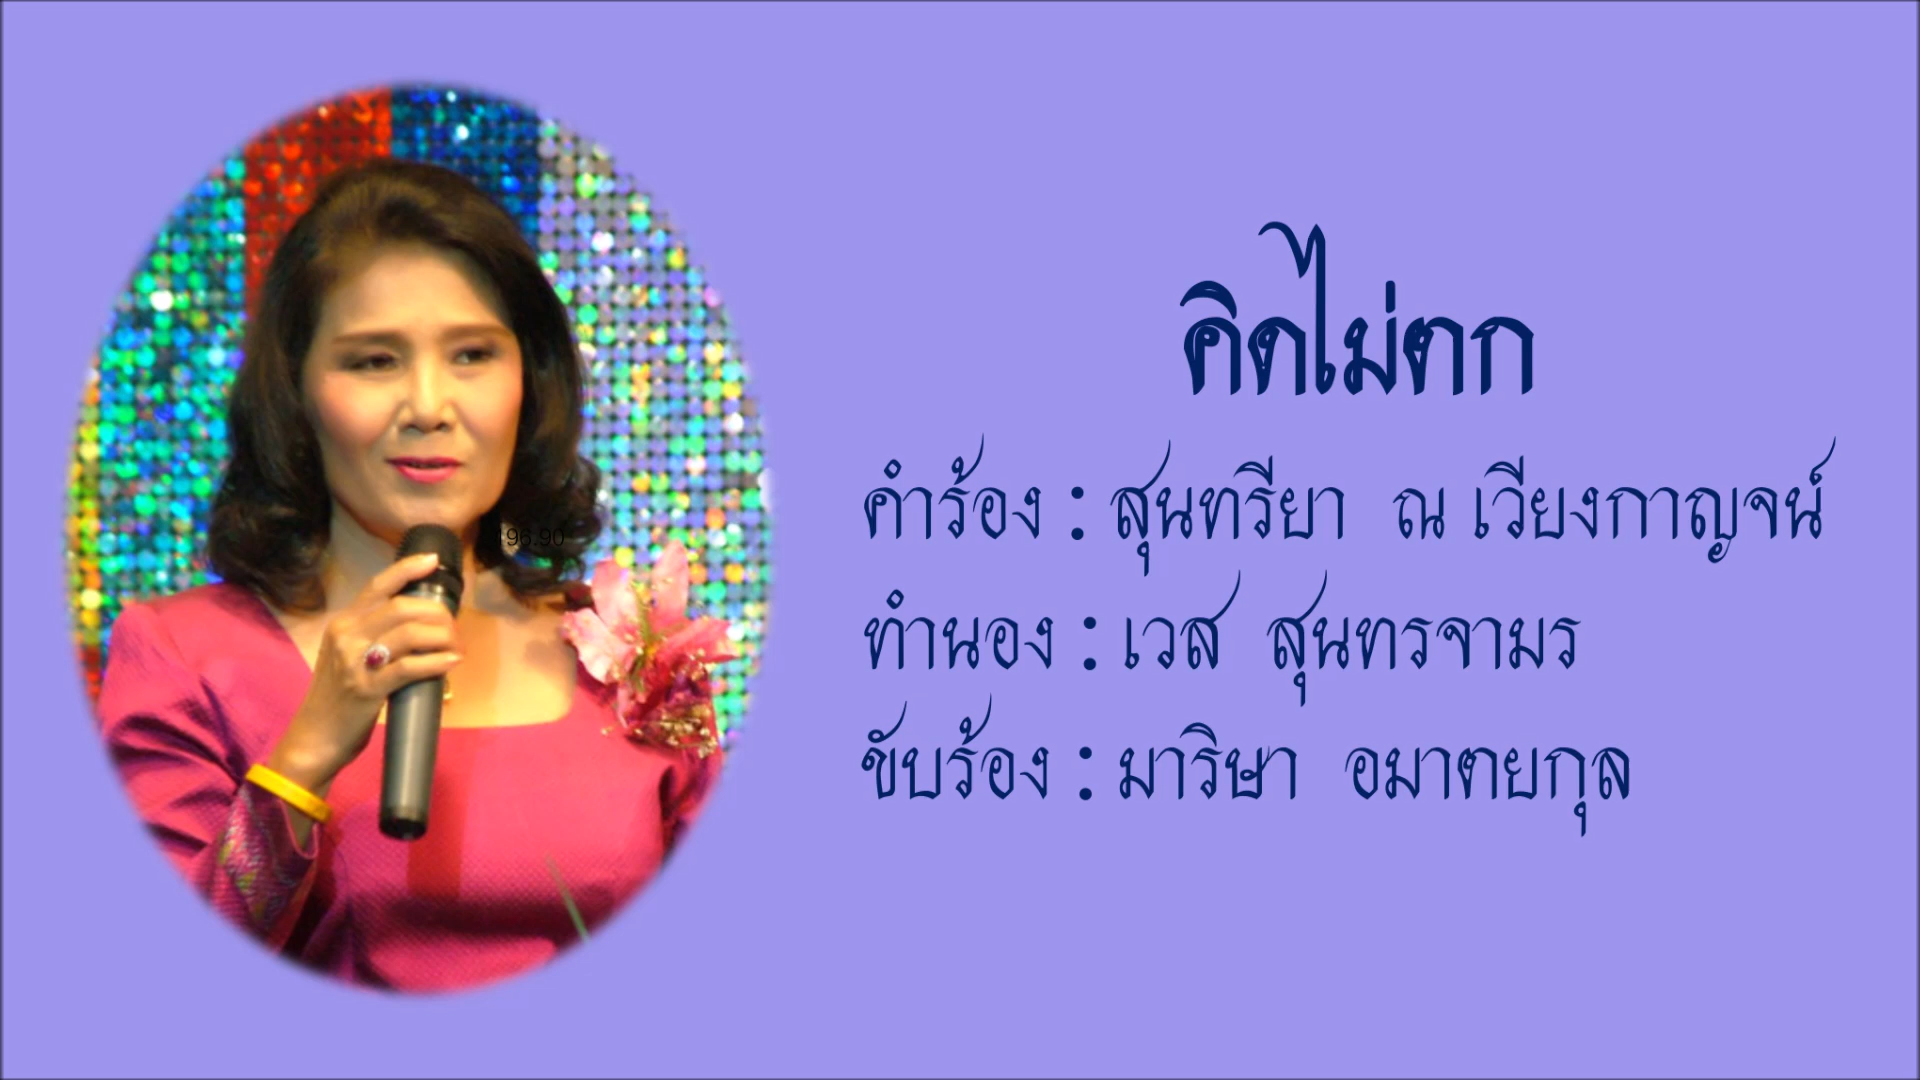 คิดไม่ตก
คำร้อง : สุนทรียา ณ เวียงกาญจน์
ทำนอง : เวส สุนทรจามร
ขับร้อง : มาริษา อมาตยกุล
196.90